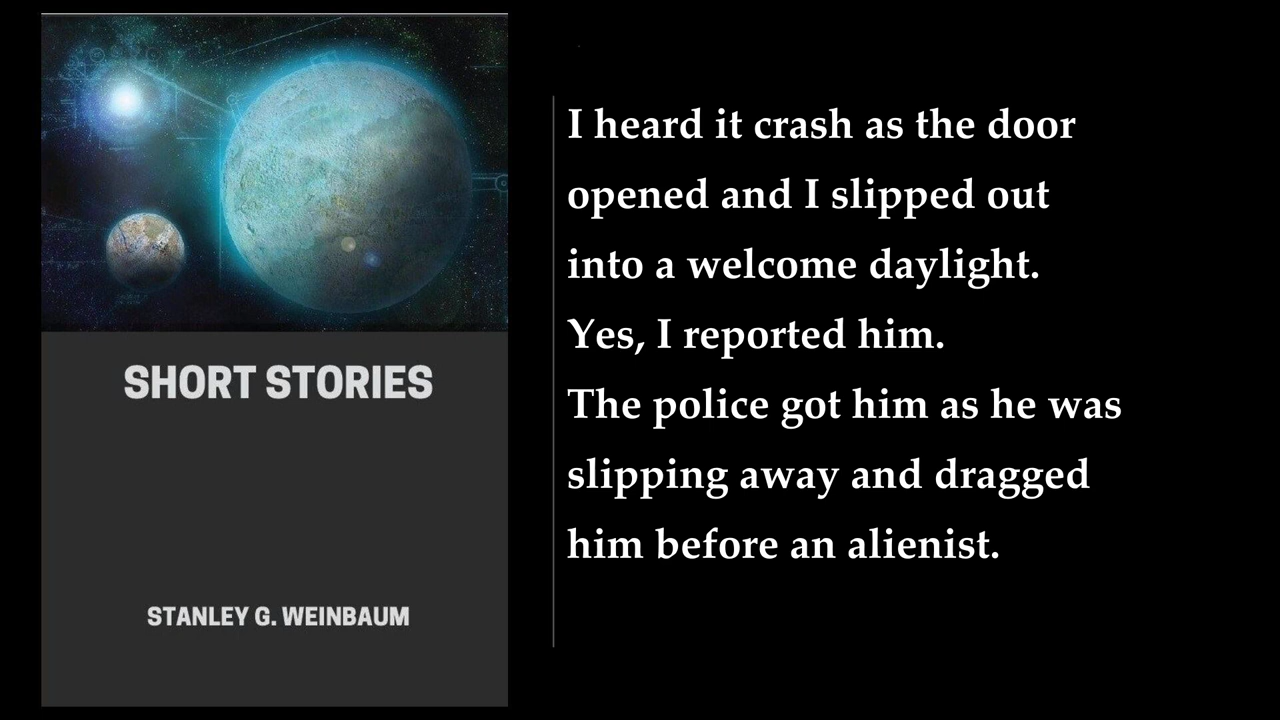 SHORT STORIES
STANLEY G. WEINBAUM
I heard it crash as the door
opened and I slipped out
into a welcome daylight.
Yes, I reported him.
The police got him as he was
slipping away and dragged
him before an alienist.